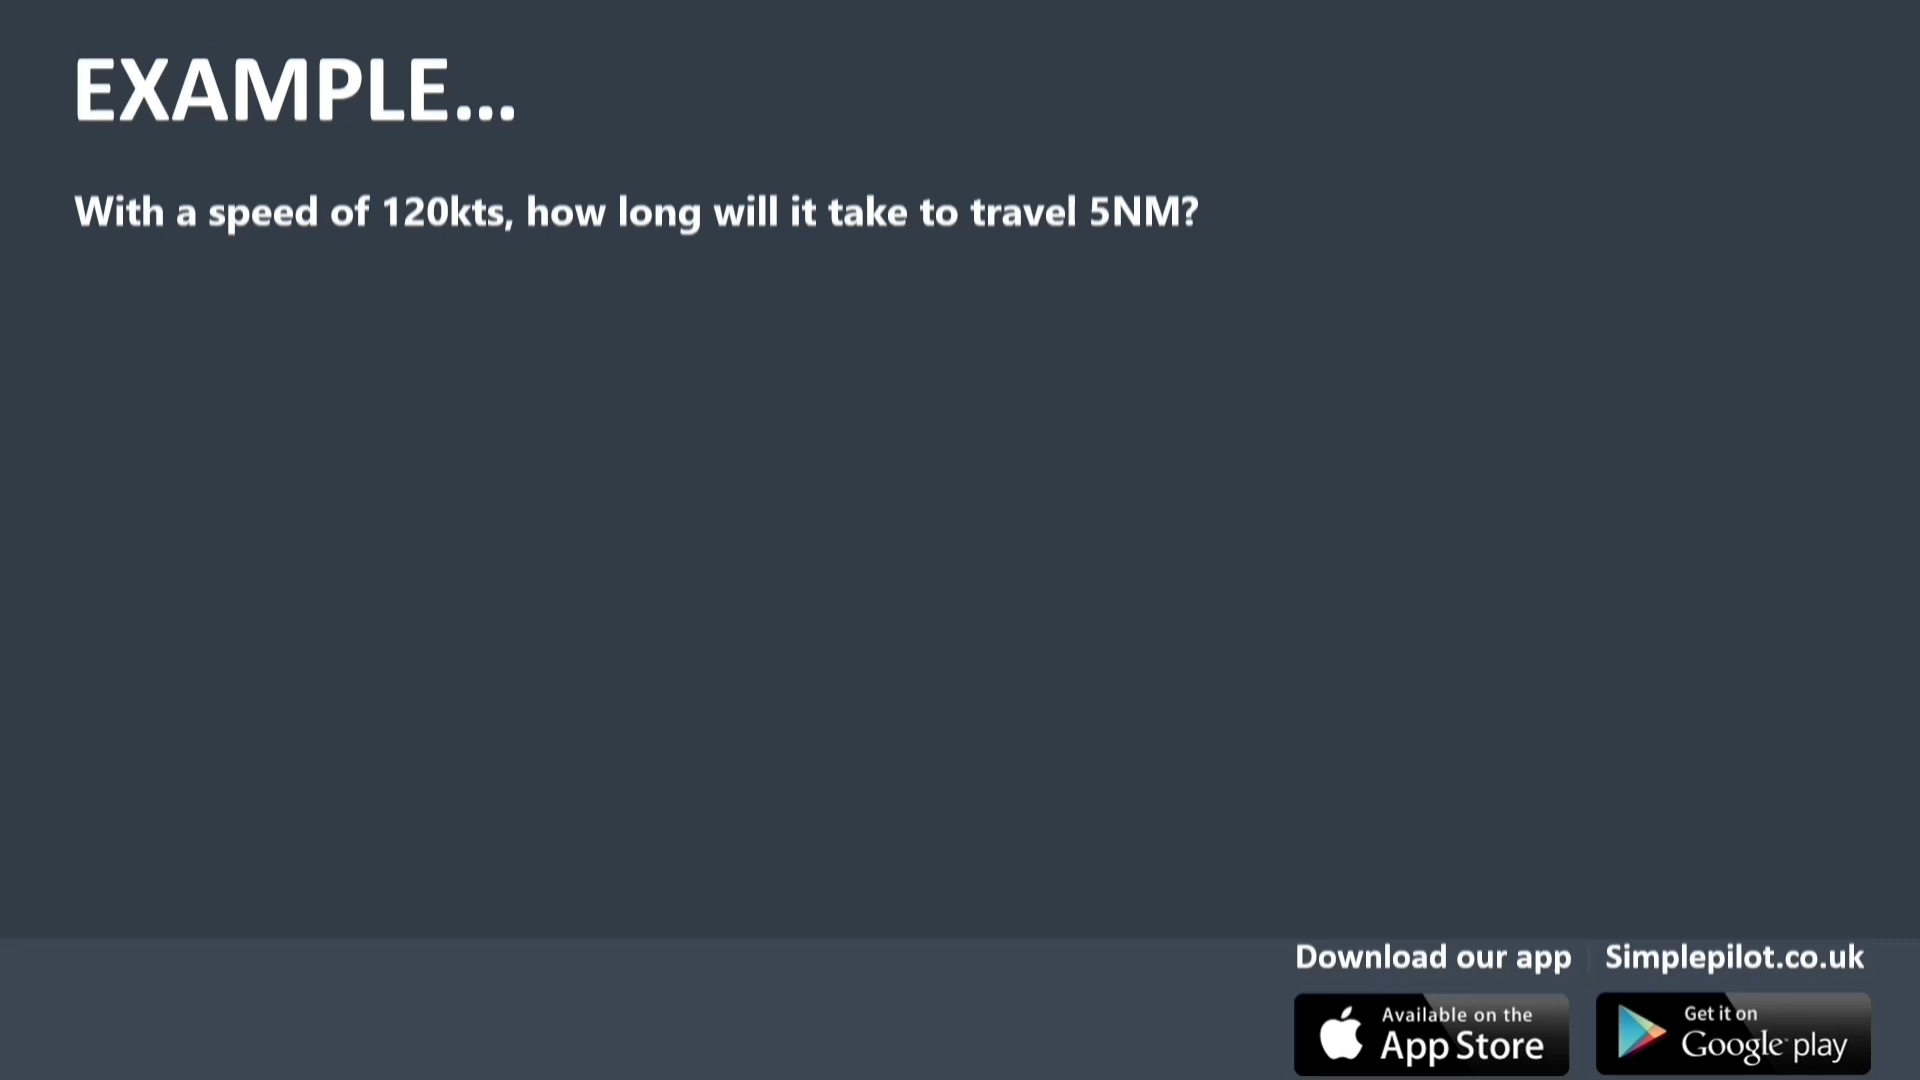 EXAMPLE...
With a speed of 120kts, how long will it take to travel 5NM?
Download our app
Simplepilot.co.uk
Available on the
App Store
Get it on
Google play